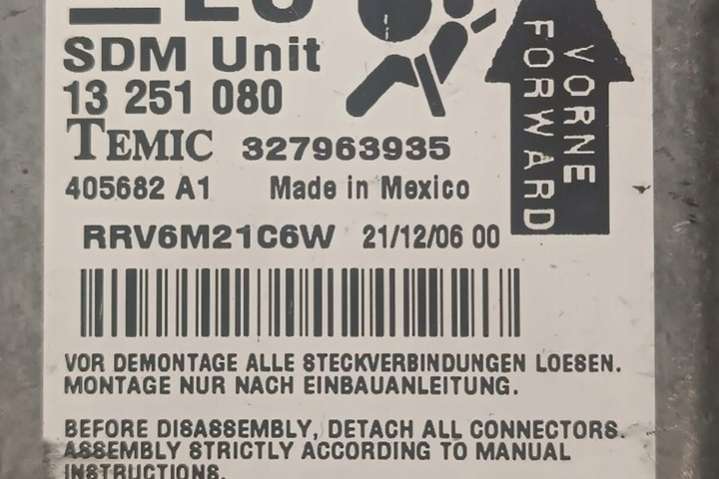 SDM Unit
13 251 080
TEMIC 327963935
405682 A1 Made in Mexico
RRV6M21C6W 21/12/06 00
VORNE
FORWARD
VOR DEMONTAGE ALLE STECKVERBINDUNGEN LOESEN.
MONTAGE NUR NACH EINBAUANLEITUNG.
BEFORE DISASSEMBLY, DETACH ALL CONNECTORS.
ASSEMBLY STRICTLY ACCORDING TO MANUAL
INSTRUCTIONS.